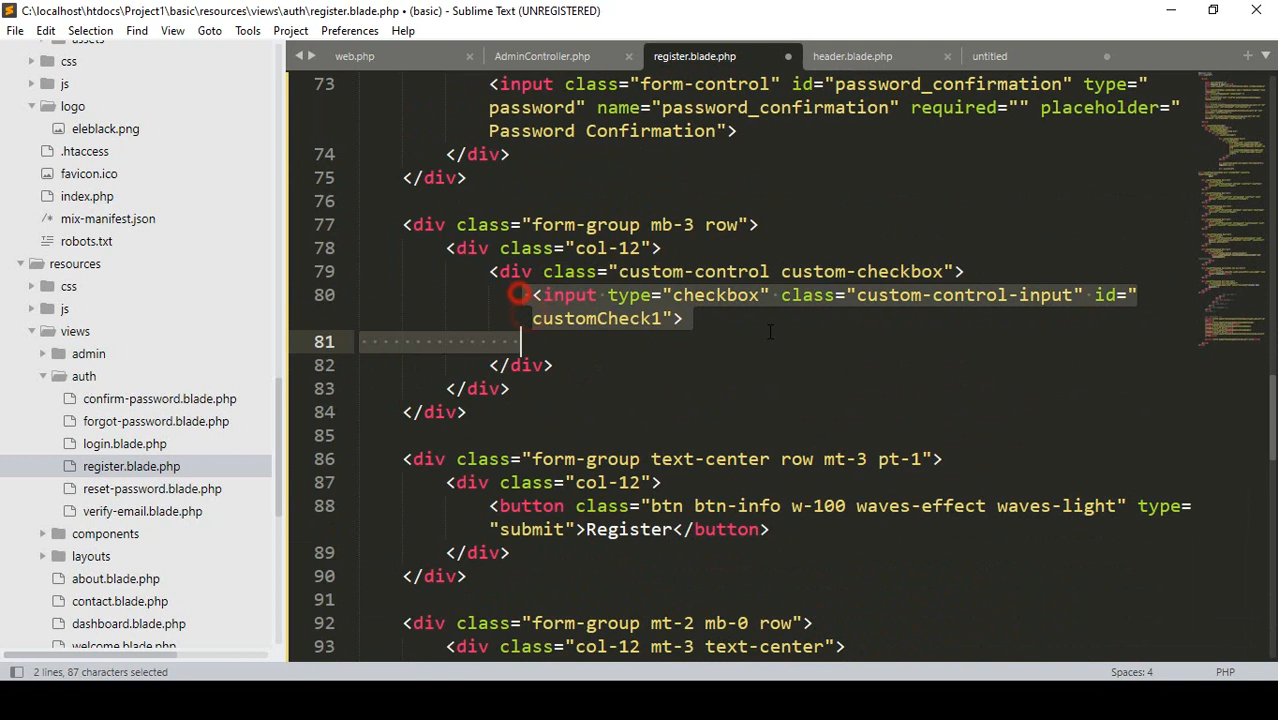 C:\localhost\htdocs\Project1\basic\resources\views\auth\register.blade.php • (basic) - Sublime Text (UNREGISTERED)
File Edit Selection Find View Goto Tools Project Preferences Help
css
js
logo
eleblack.png
.htaccess
favicon.ico
index.php
mix-manifest.json
robots.txt
resources
css
js
views
admin
auth
confirm-password.blade.php
forgot-password.blade.php
login.blade.php
register.blade.php
reset-password.blade.php
verify-email.blade.php
components
layouts
about.blade.php
contact.blade.php
dashboard.blade.php
welcome.blade.php
web.php AdminController.php register.blade.php header.blade.php untitled
73 <input class="form-control" id="password_confirmation" type="
password" name="password_confirmation" required="" placeholder="
Password Confirmation">
74 </div>
75 </div>
76
77 <div class="form-group mb-3 row">
78 <div class="col-12">
79 <div class="custom-control custom-checkbox">
80 <input type="checkbox" class="custom-control-input" id="
customCheck1">
81
82 </div>
83 </div>
84 </div>
85
86 <div class="form-group text-center row mt-3 pt-1">
87 <div class="col-12">
88 <button class="btn btn-info w-100 waves-effect waves-light" type=
"submit">Register</button>
89 </div>
90 </div>
91
92 <div class="form-group mt-2 mb-0 row">
93 <div class="col-12 mt-3 text-center">
2 lines, 87 characters selected Spaces: 4 PHP